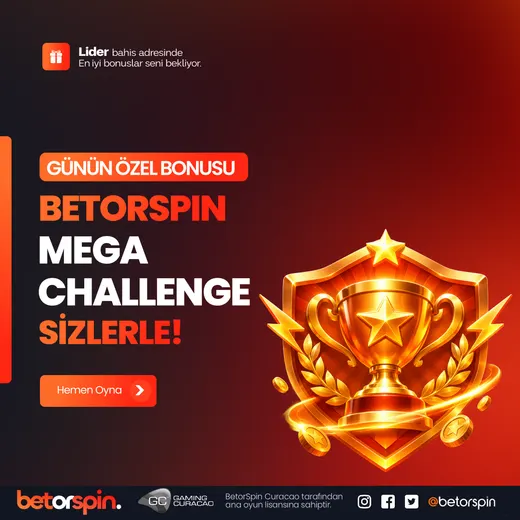 Lider bahis adresinde
En iyi bonuslar seni bekliyor.
GÜNÜN ÖZEL BONUSU
BETORSPIN
MEGA
CHALLENGE
SİZLERLE!
Hemen Oyna
betorspin.
GC GAMING CURACAO
BetorSpin Curacao tarafından
ana oyun lisansına sahiptir.
@betorspin